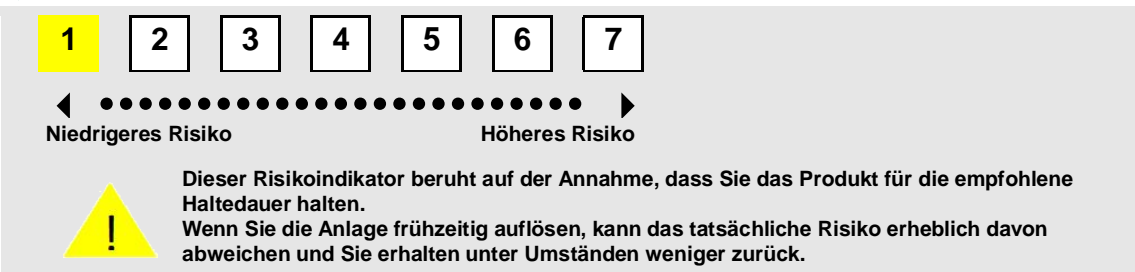 1 2 3 4 5 6 7
Niedrigeres Risiko Höheres Risiko
Dieser Risikoindikator beruht auf der Annahme, dass Sie das Produkt für die empfohlene
Haltedauer halten.
! Wenn Sie die Anlage frühzeitig auflösen, kann das tatsächliche Risiko erheblich davon
abweichen und Sie erhalten unter Umständen weniger zurück.